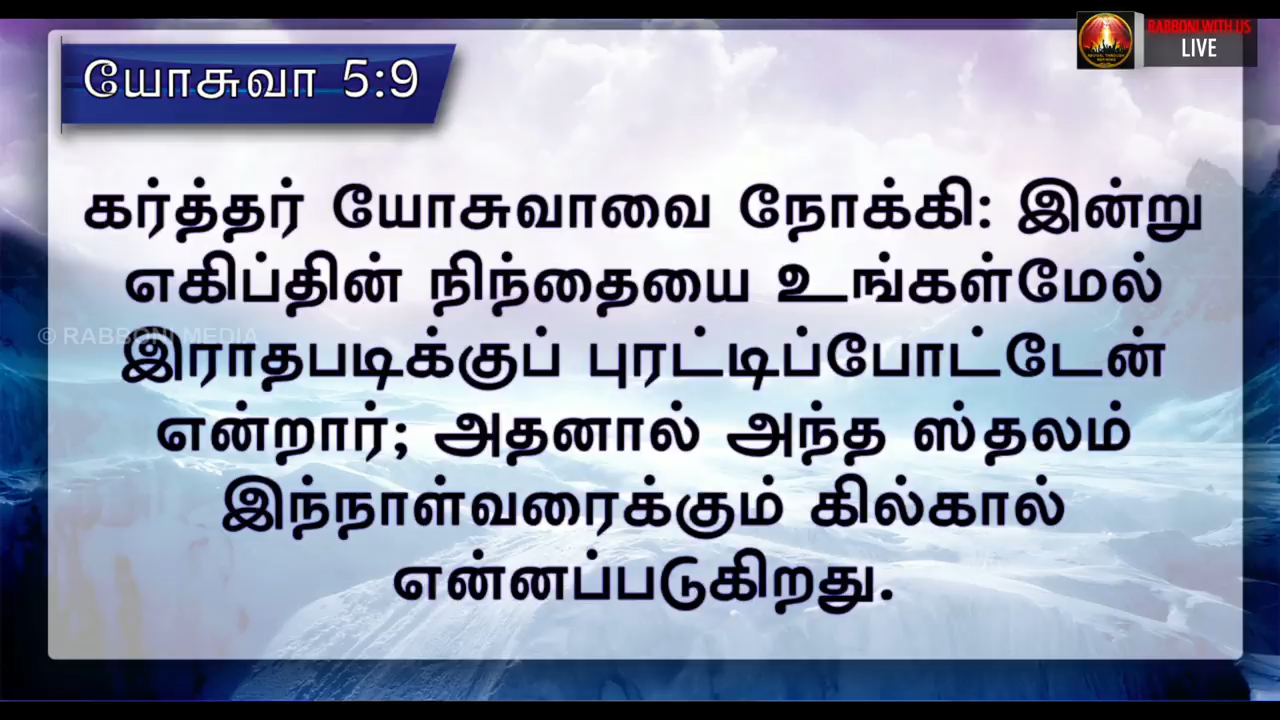 RABBONI WITH US
LIVE
யோசுவா 5:9
கர்த்தர் யோசுவாவை நோக்கி: இன்று
எகிப்தின் நிந்தையை உங்கள்மேல்
© RABBONI MEDIA
இராதபடிக்குப் புரட்டிப்போட்டேன்
என்றார்; அதனால் அந்த ஸ்தலம்
இந்நாள்வரைக்கும் கில்கால்
என்னப்படுகிறது.